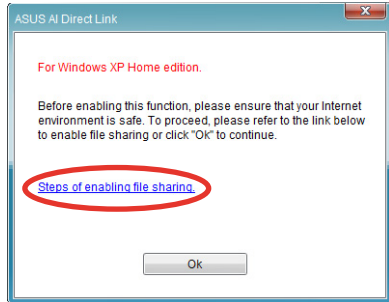 ASUS AI Direct Link
For Windows XP Home edition.
Before enabling this function, please ensure that your Internet
environment is safe. To proceed, please refer to the link below
to enable file sharing or click "Ok" to continue.
Steps of enabling file sharing.
Ok